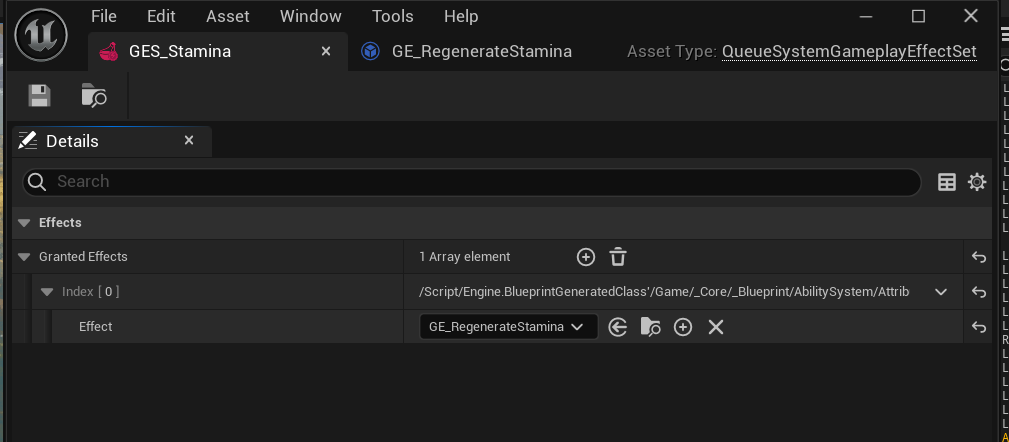 File Edit Asset Window Tools Help
GES_Stamina GE_RegenerateStamina Asset Type: QueueSystemGameplayEffectSet
Details
Search
Effects
Granted Effects 1 Array element
Index [ 0 ] /Script/Engine.BlueprintGeneratedClass'/Game/_Core/_Blueprint/AbilitySystem/Attrib
Effect GE_RegenerateStamina